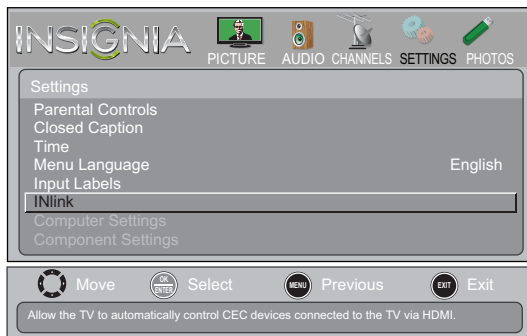 INSIGNIA
PICTURE AUDIO CHANNELS SETTINGS PHOTOS
Settings
Parental Controls
Closed Caption
Time
Menu Language English
Input Labels
INlink
Computer Settings
Component Settings
Move OK ENTER Select MENU Previous EXIT Exit
Allow the TV to automatically control CEC devices connected to the TV via HDMI.